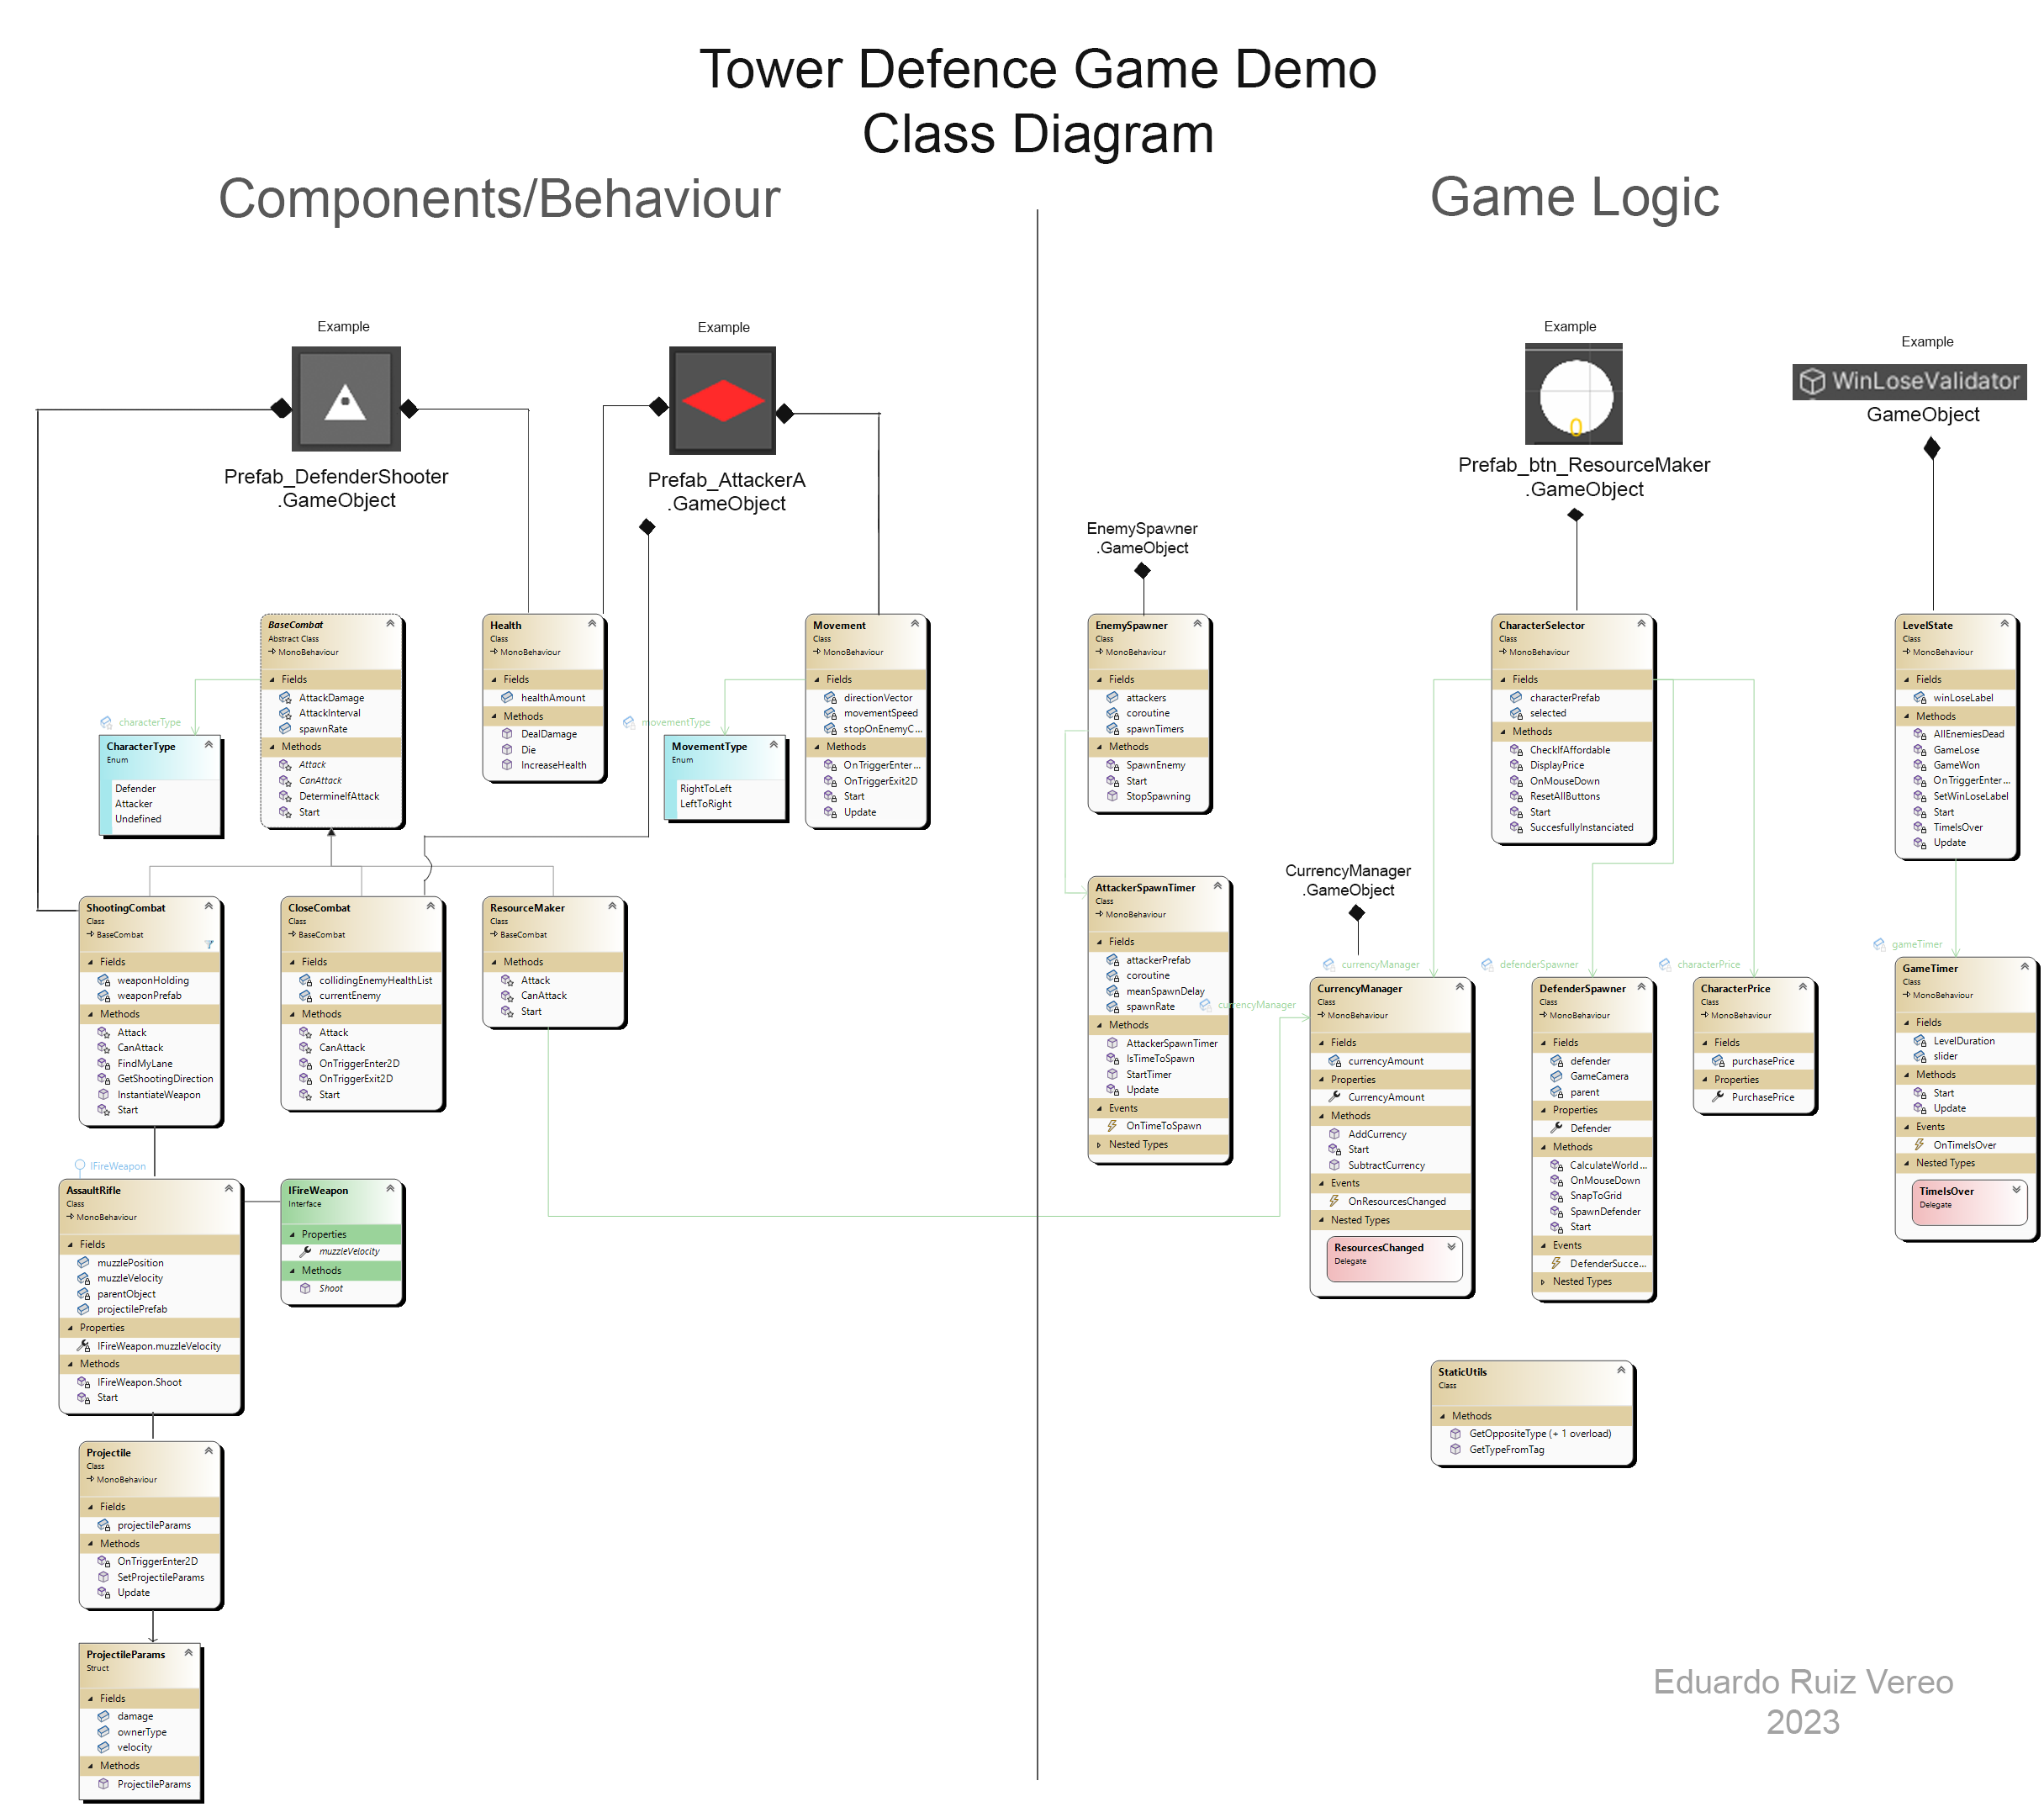 Tower Defence Game Demo
Class Diagram
Components/Behaviour
Game Logic
Example
Prefab_DefenderShooter
.GameObject
Example
Prefab_AttackerA
.GameObject
Example
0
Prefab_btn_ResourceMaker
.GameObject
Example
WinLoseValidator
GameObject
EnemySpawner
.GameObject
BaseCombat
Abstract Class
MonoBehaviour
Fields
AttackDamage
AttackInterval
spawnRate
Methods
Attack
CanAttack
DetermineIfAttack
Start
characterType
CharacterType
Enum
Defender
Attacker
Undefined
Health
Class
MonoBehaviour
Fields
healthAmount
Methods
DealDamage
Die
IncreaseHealth
movementType
MovementType
Enum
RightToLeft
LeftToRight
Movement
Class
MonoBehaviour
Fields
directionVector
movementSpeed
stopOnEnemyC...
Methods
OnTriggerEnter...
OnTriggerExit2D
Start
Update
ShootingCombat
Class
BaseCombat
Fields
weaponHolding
weaponPrefab
Methods
Attack
CanAttack
FindMyLane
GetShootingDirection
InstantiateWeapon
Start
CloseCombat
Class
BaseCombat
Fields
collidingEnemyHealthList
currentEnemy
Methods
Attack
CanAttack
OnTriggerEnter2D
OnTriggerExit2D
Start
ResourceMaker
Class
BaseCombat
Methods
Attack
CanAttack
Start
IFireWeapon
AssaultRifle
Class
MonoBehaviour
Fields
muzzlePosition
muzzleVelocity
parentObject
projectilePrefab
Properties
IFireWeapon.muzzleVelocity
Methods
IFireWeapon.Shoot
Start
IFireWeapon
Interface
Properties
muzzleVelocity
Methods
Shoot
Projectile
Class
MonoBehaviour
Fields
projectileParams
Methods
OnTriggerEnter2D
SetProjectileParams
Update
ProjectileParams
Struct
Fields
damage
ownerType
velocity
Methods
ProjectileParams
EnemySpawner
Class
MonoBehaviour
Fields
attackers
coroutine
spawnTimers
Methods
SpawnEnemy
Start
StopSpawning
AttackerSpawnTimer
Class
MonoBehaviour
Fields
attackerPrefab
coroutine
meanSpawnDelay
spawnRate
Methods
AttackerSpawnTimer
IsTimeToSpawn
StartTimer
Update
Events
OnTimeToSpawn
Nested Types
CurrencyManager
.GameObject
currencyManager
currencyManager
CurrencyManager
Class
MonoBehaviour
Fields
currencyAmount
Properties
CurrencyAmount
Methods
AddCurrency
Start
SubtractCurrency
Events
OnResourcesChanged
Nested Types
ResourcesChanged
Delegate
CharacterSelector
Class
MonoBehaviour
Fields
characterPrefab
selected
Methods
CheckIfAffordable
DisplayPrice
OnMouseDown
ResetAllButtons
Start
SuccesfullyInstanciated
defenderSpawner
DefenderSpawner
Class
MonoBehaviour
Fields
defender
GameCamera
parent
Properties
Defender
Methods
CalculateWorld...
OnMouseDown
SnapToGrid
SpawnDefender
Start
Events
DefenderSucce...
Nested Types
characterPrice
CharacterPrice
Class
MonoBehaviour
Fields
purchasePrice
Properties
PurchasePrice
LevelState
Class
MonoBehaviour
Fields
winLoseLabel
Methods
AllEnemiesDead
GameLose
GameWon
OnTriggerEnter...
SetWinLoseLabel
Start
TimeIsOver
Update
gameTimer
GameTimer
Class
MonoBehaviour
Fields
LevelDuration
slider
Methods
Start
Update
Events
OnTimeIsOver
Nested Types
TimeIsOver
Delegate
StaticUtils
Class
Methods
GetOppositeType (+ 1 overload)
GetTypeFromTag
Eduardo Ruiz Vereo
2023